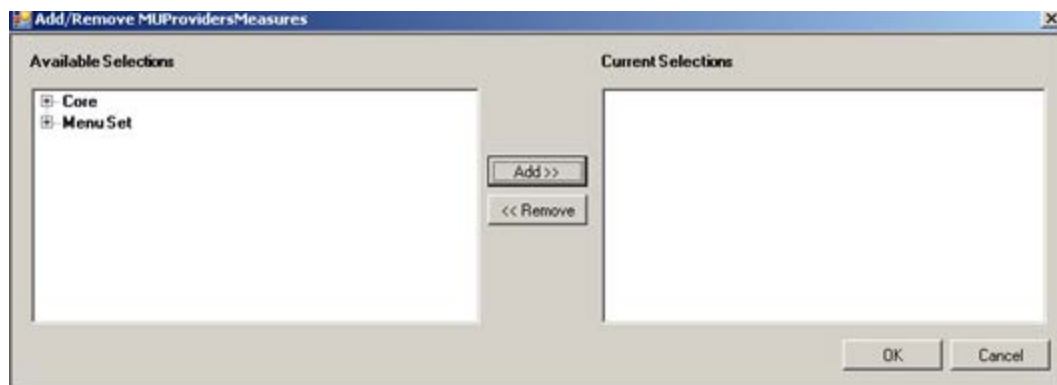 Add/Remove MUProvidersMeasures
Available Selections
Current Selections
Core
Menu Set
Add >>
<< Remove
OK
Cancel